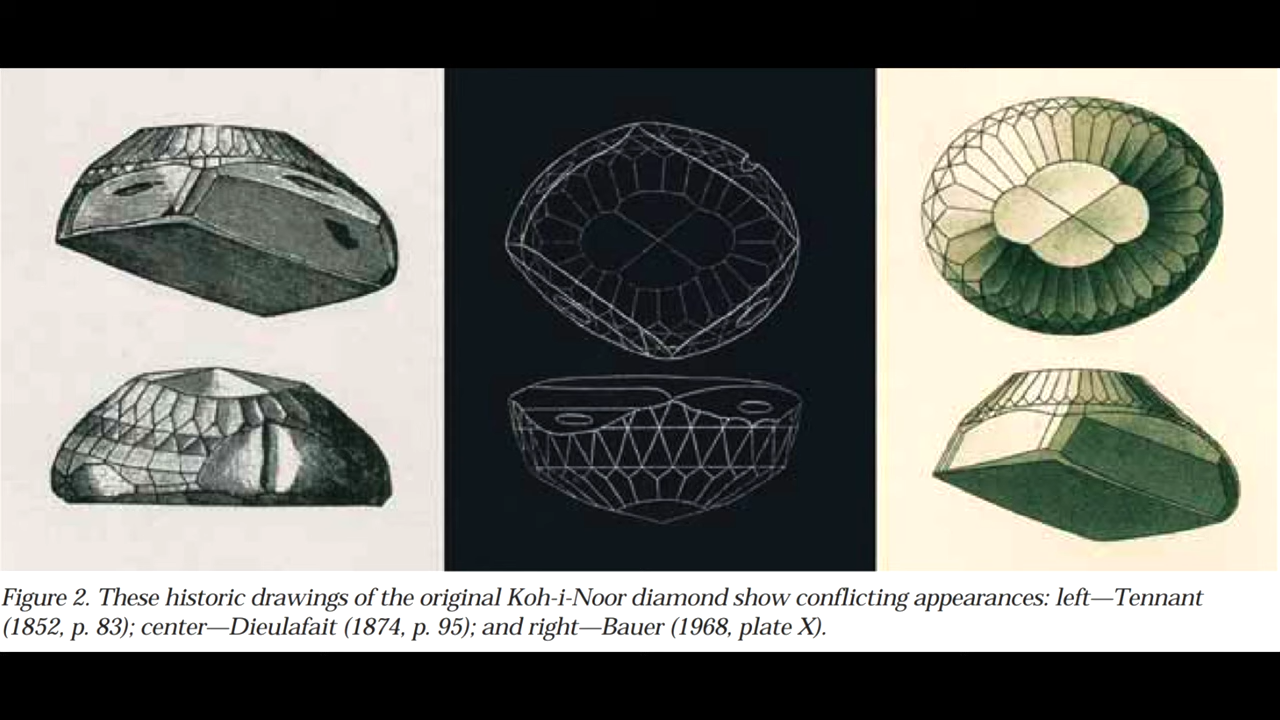 Figure 2. These historic drawings of the original Koh-i-Noor diamond show conflicting appearances: left—Tennant
(1852, p. 83); center—Dieulafait (1874, p. 95); and right—Bauer (1968, plate X).